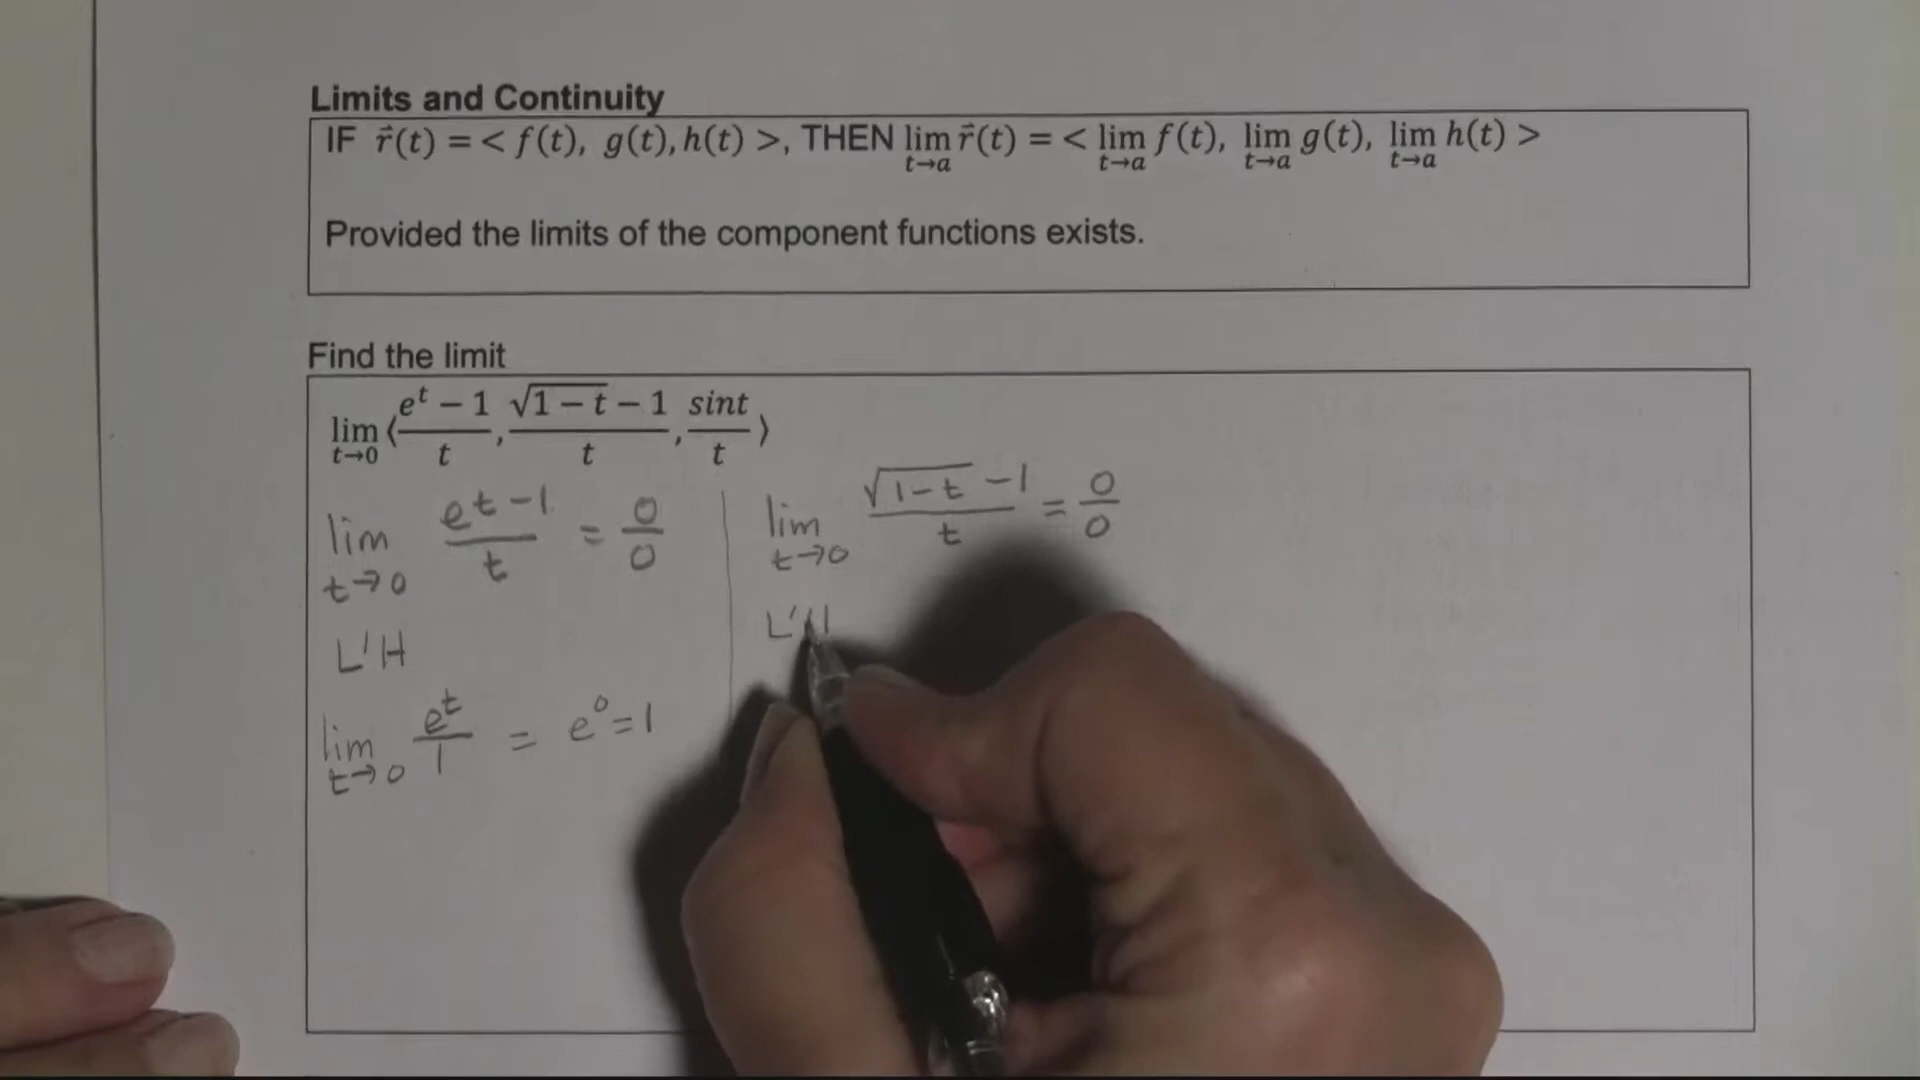 Limits and Continuity
IF r⃗(t) = < f(t), g(t), h(t) >, THEN lim t→a r⃗(t) = < lim t→a f(t), lim t→a g(t), lim t→a h(t) >
Provided the limits of the component functions exists.
Find the limit
lim t→0 ⟨(e^t − 1)/t, (√(1 − t) − 1)/t, sint/t⟩
lim t→0 (e^t − 1)/t = 0/0
L'H
lim t→0 e^t/1 = e^0 = 1
lim t→0 (√(1 − t) − 1)/t = 0/0
L'H